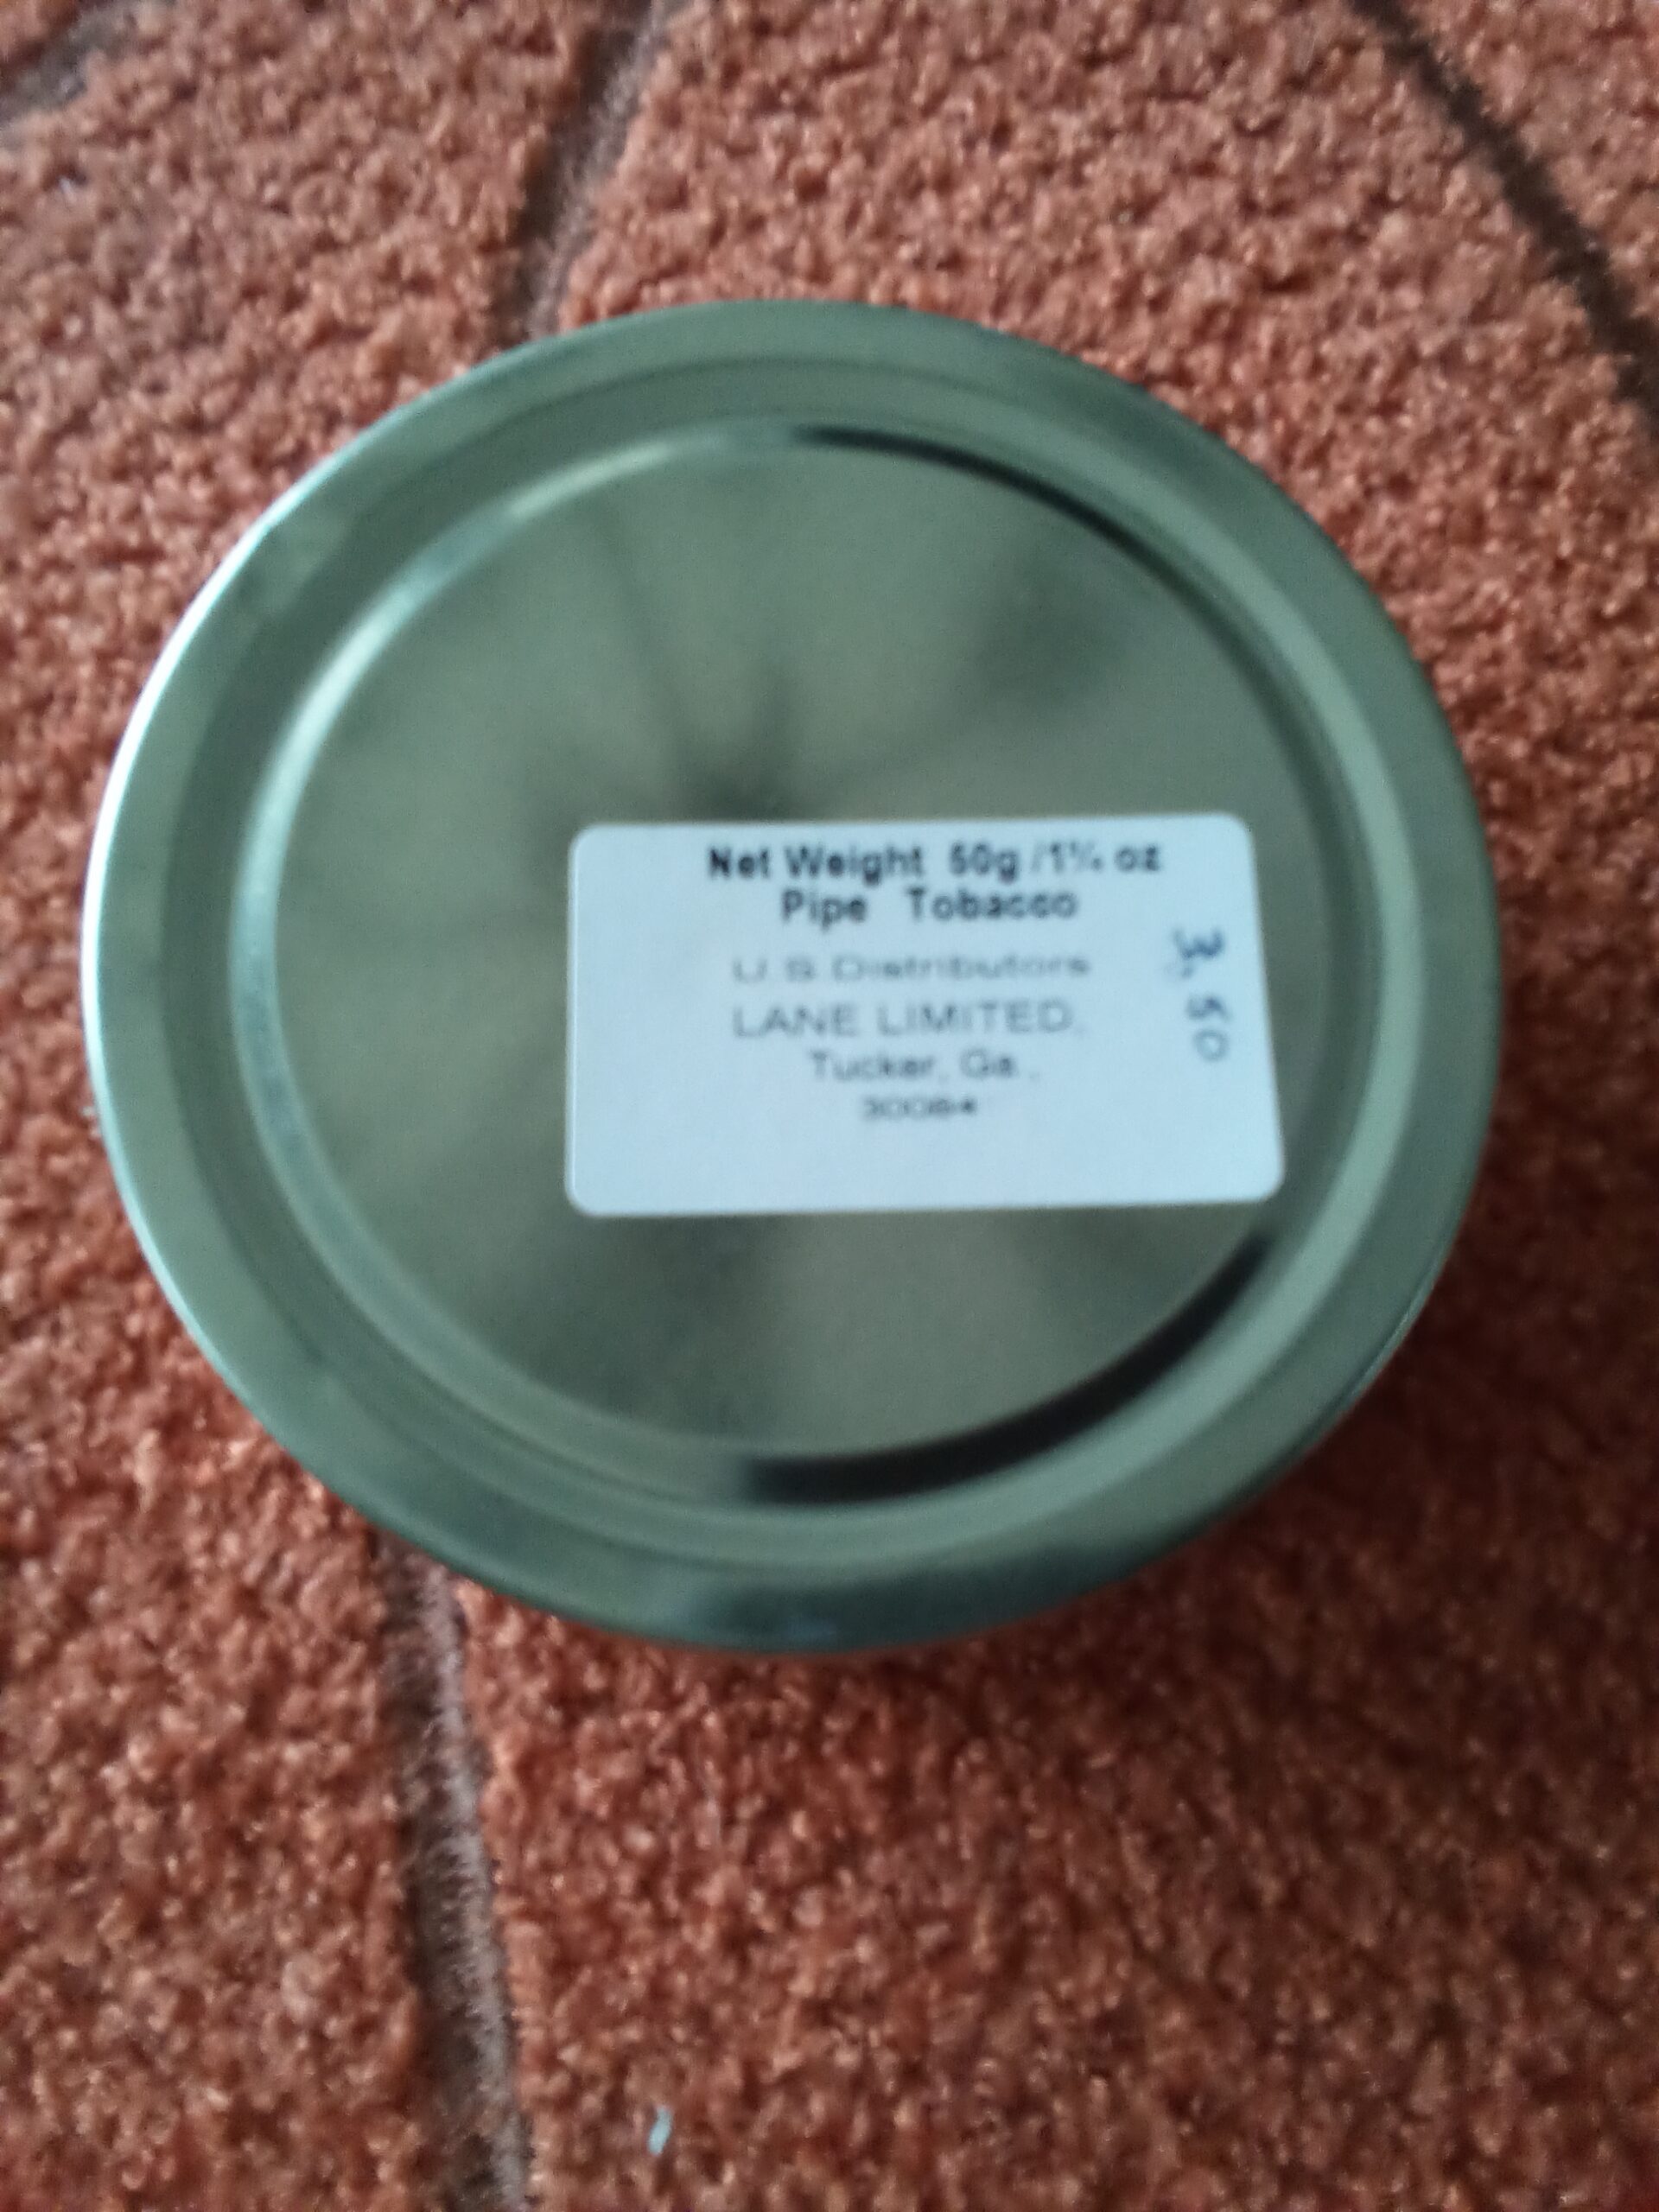 Net Weight 50g /1¾ oz
Pipe Tobacco
U.S.Distributors
LANE LIMITED,
Tucker, Ga.,
30084
3.50